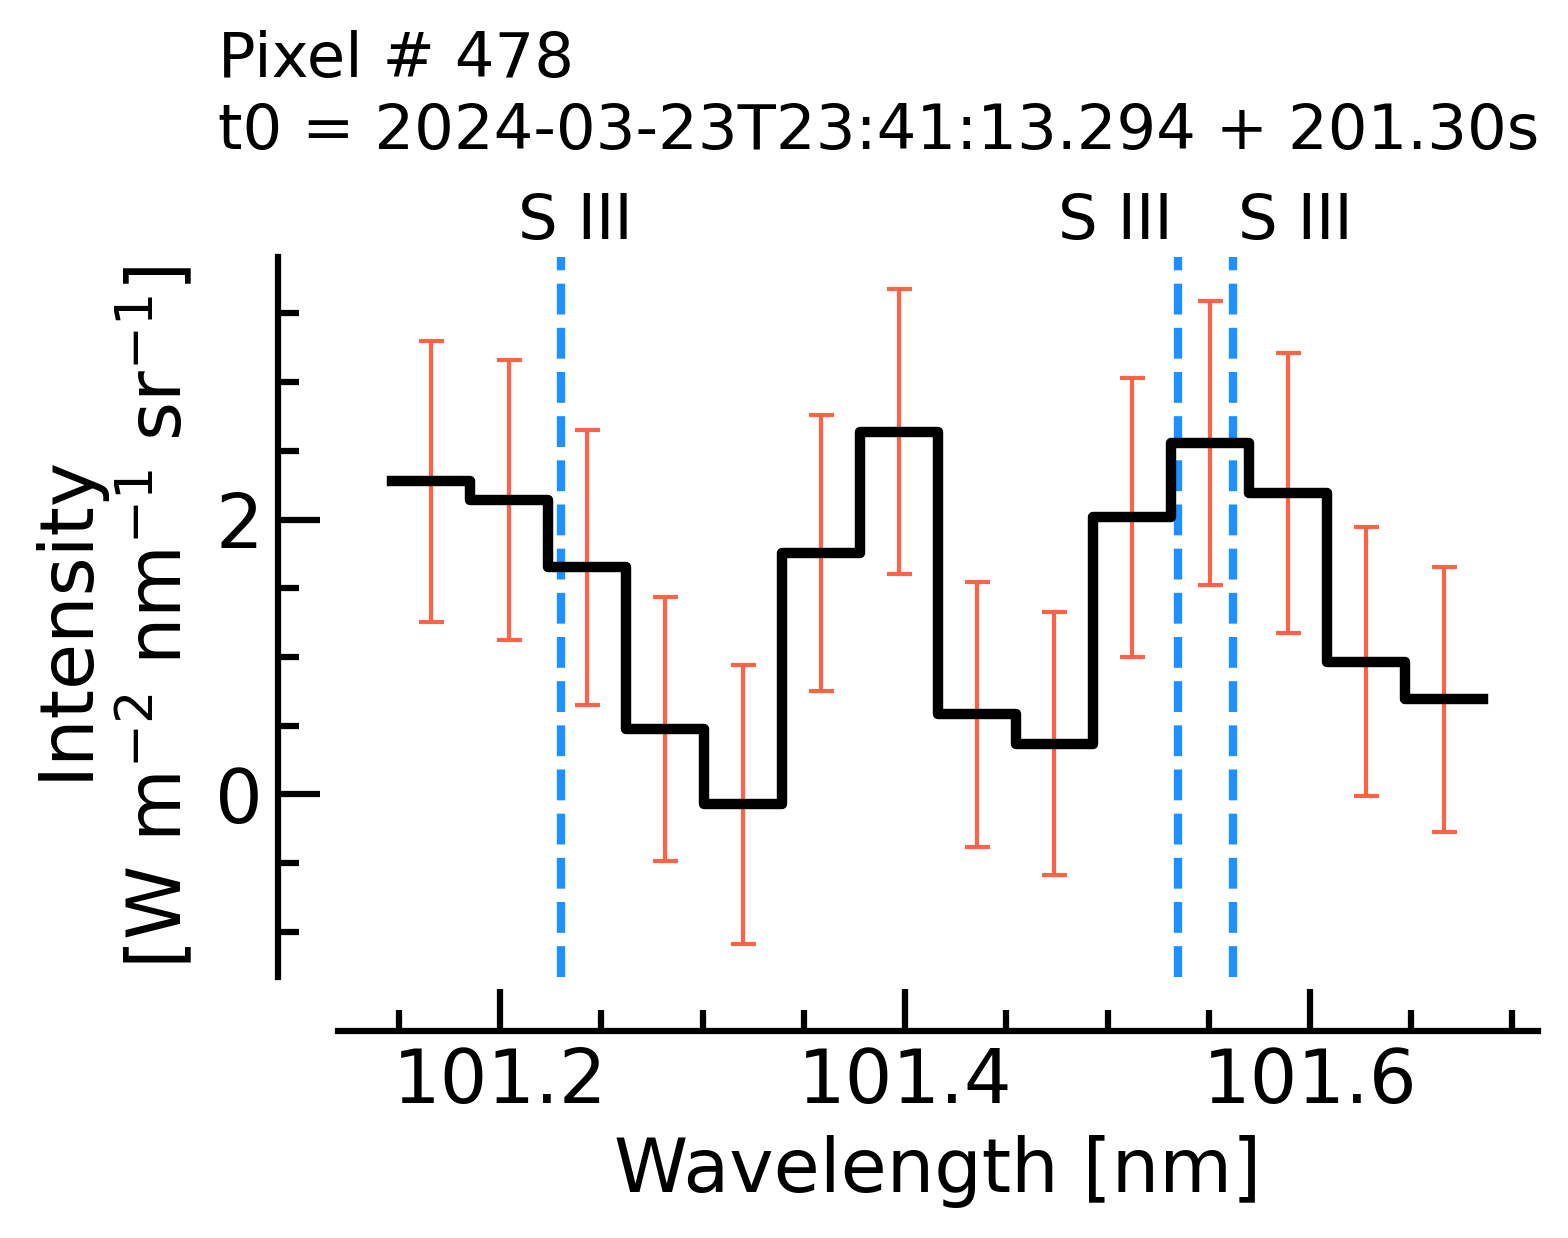 Pixel # 478
t0 = 2024-03-23T23:41:13.294 + 201.30s
S III S III S III
Intensity
[W m⁻² nm⁻¹ sr⁻¹]
2
0
101.2 101.4 101.6
Wavelength [nm]